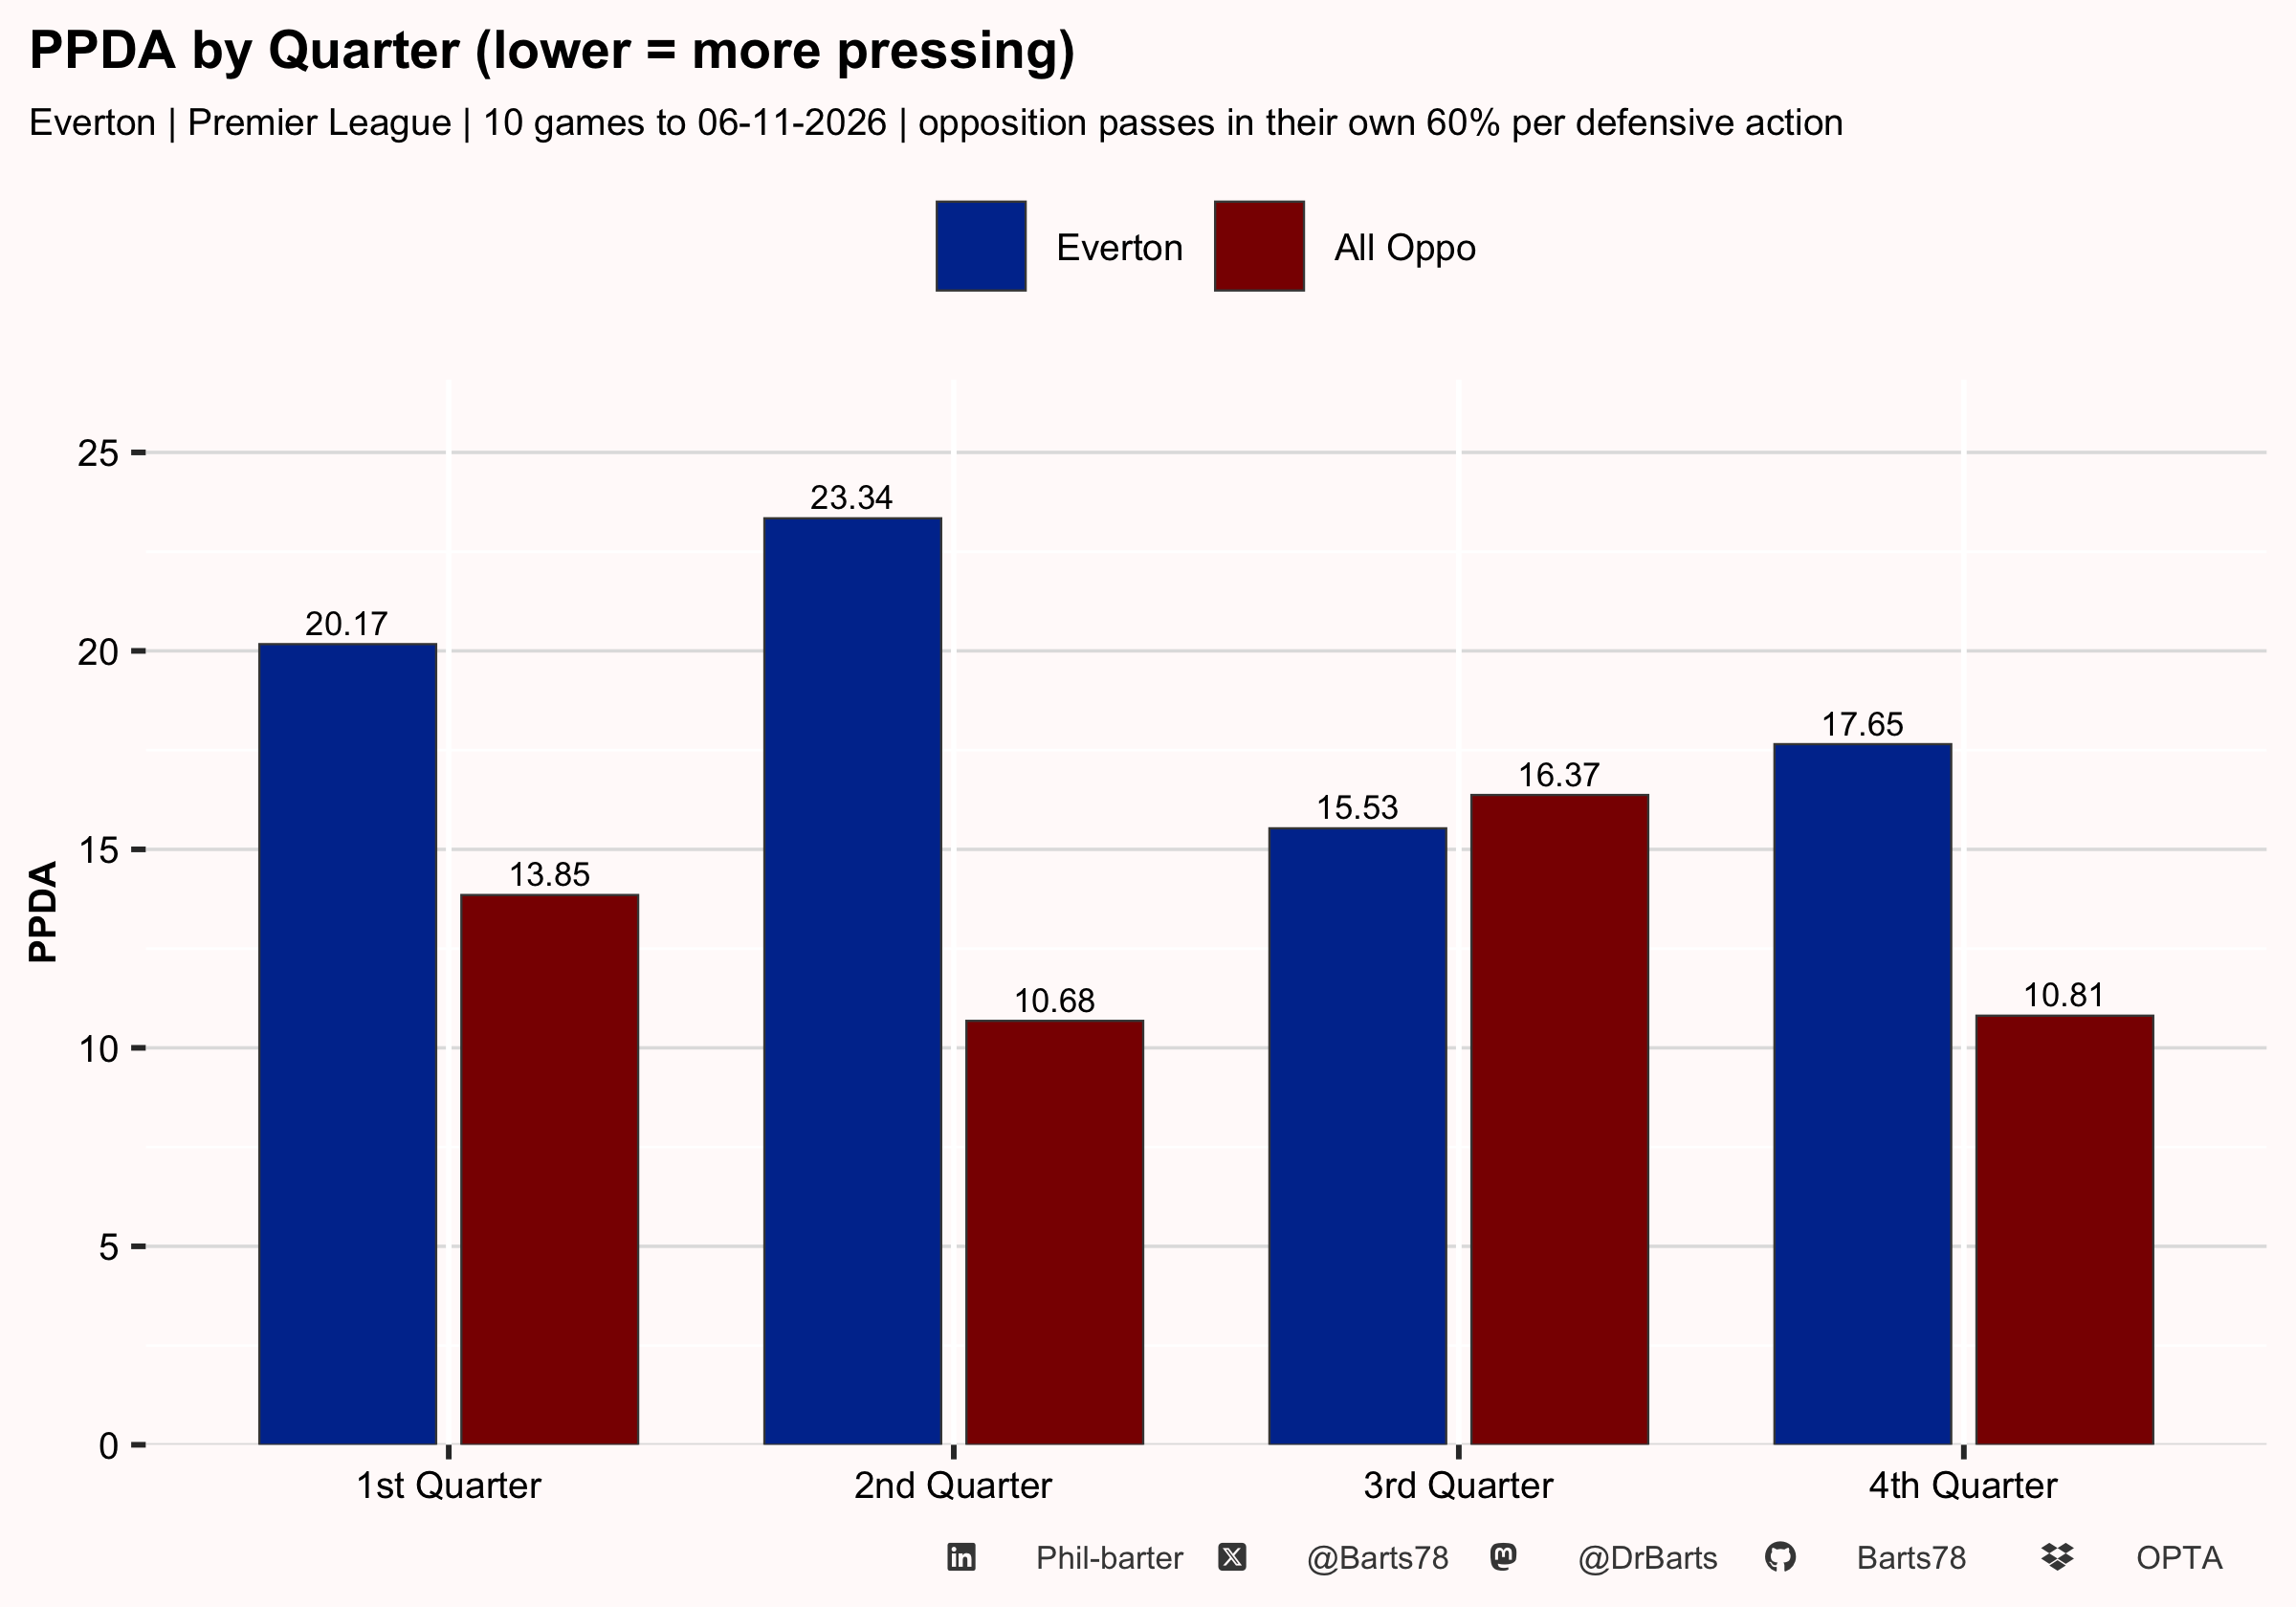 PPDA by Quarter (lower = more pressing)
Everton | Premier League | 10 games to 06-11-2026 | opposition passes in their own 60% per defensive action
Everton All Oppo
25
20
15
10
5
0
PPDA
20.17
13.85
23.34
10.68
15.53
16.37
17.65
10.81
1st Quarter 2nd Quarter 3rd Quarter 4th Quarter
Phil-barter @Barts78 @DrBarts Barts78 OPTA